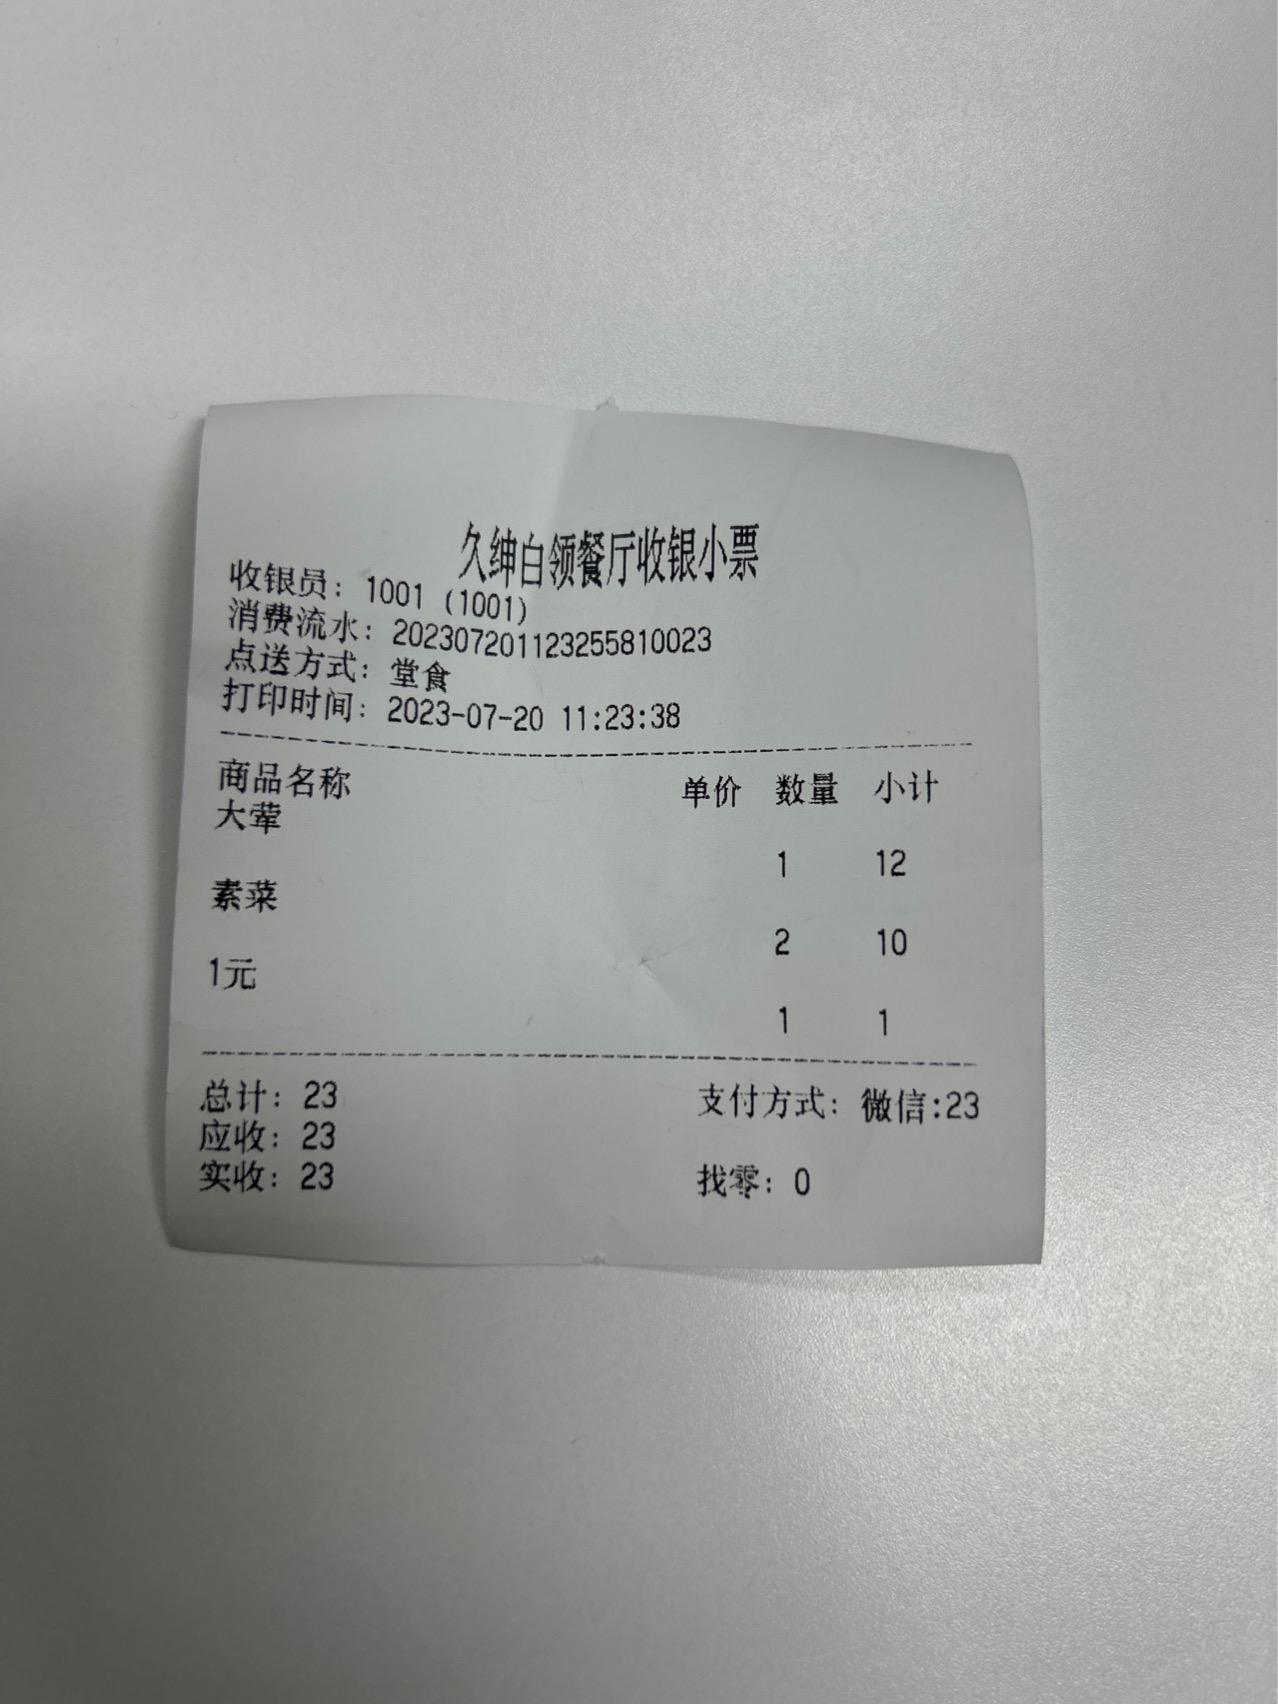 久绅白领餐厅收银小票
收银员: 1001 (1001)
消费流水: 202307201123255810023
点送方式: 堂食
打印时间: 2023-07-20 11:23:38
商品名称 单价 数量 小计
大荤
1 12
素菜
2 10
1元
1 1
总计: 23 支付方式: 微信:23
应收: 23
实收: 23 找零: 0